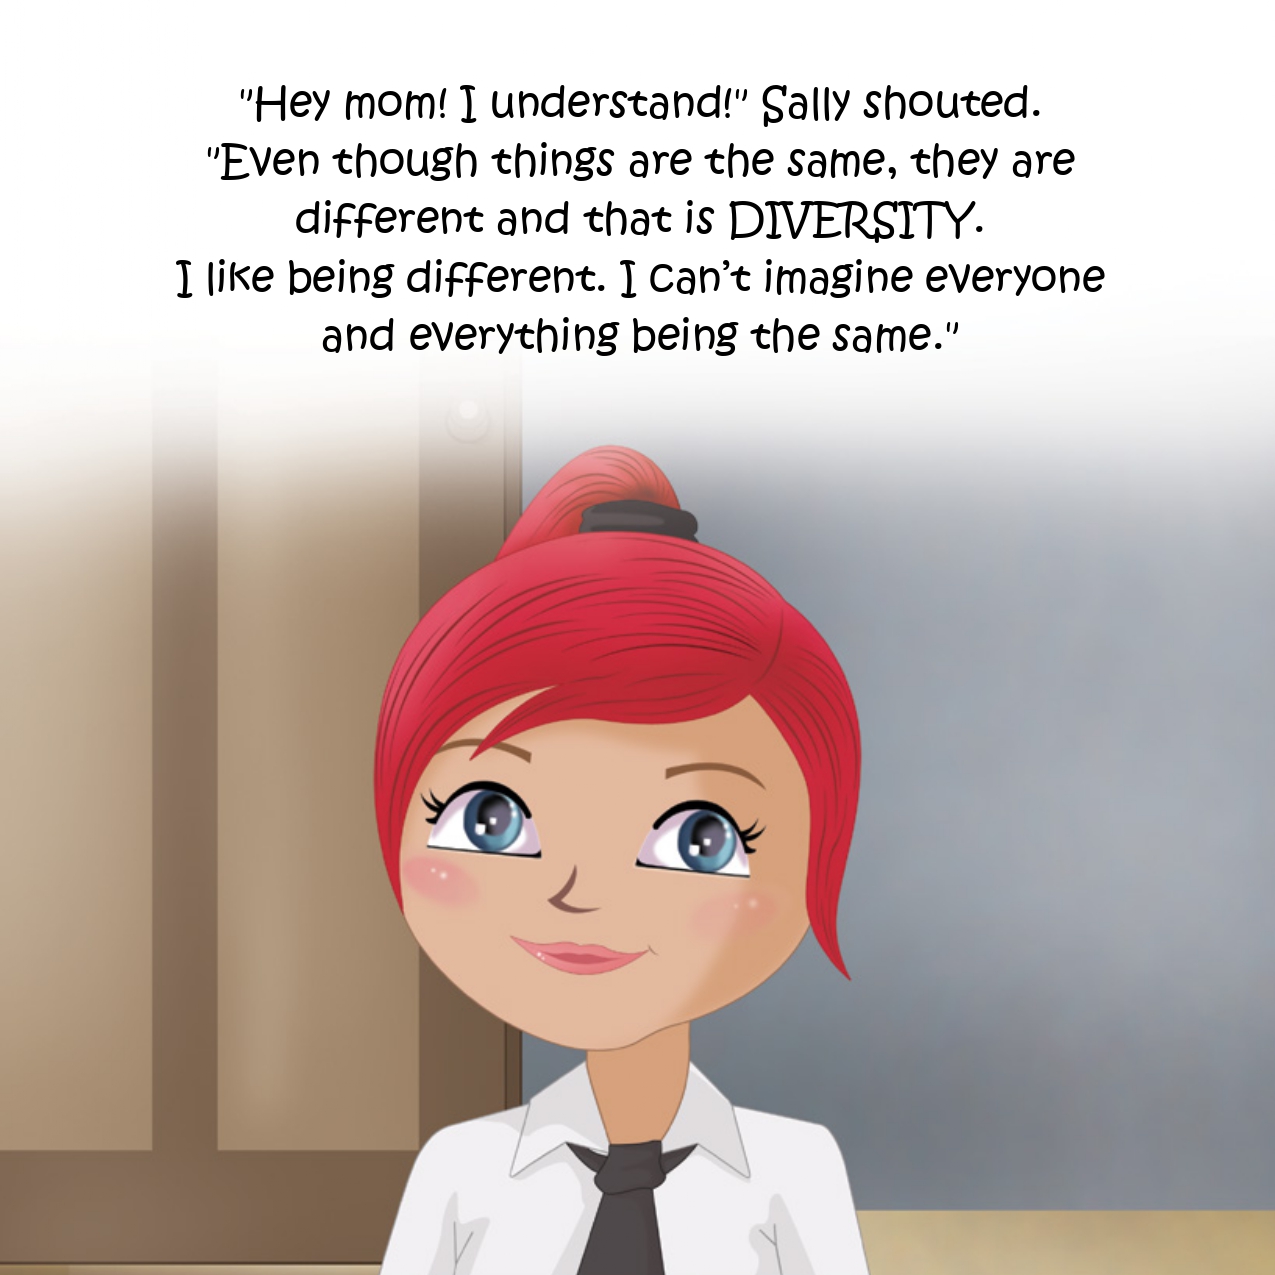 "Hey mom! I understand!" Sally shouted.
"Even though things are the same, they are
different and that is DIVERSITY.
I like being different. I can’t imagine everyone
and everything being the same."